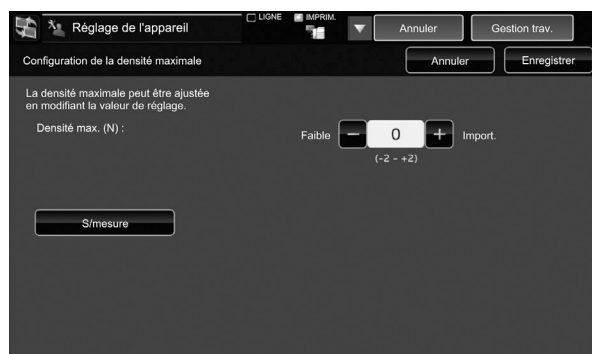 Réglage de l'appareil
LIGNE
IMPRIM.
Annuler
Gestion trav.
Configuration de la densité maximale
Annuler
Enregistrer
La densité maximale peut être ajustée
en modifiant la valeur de réglage.
Densité max. (N) :
Faible − 0 + Import.
(-2 - +2)
S/mesure